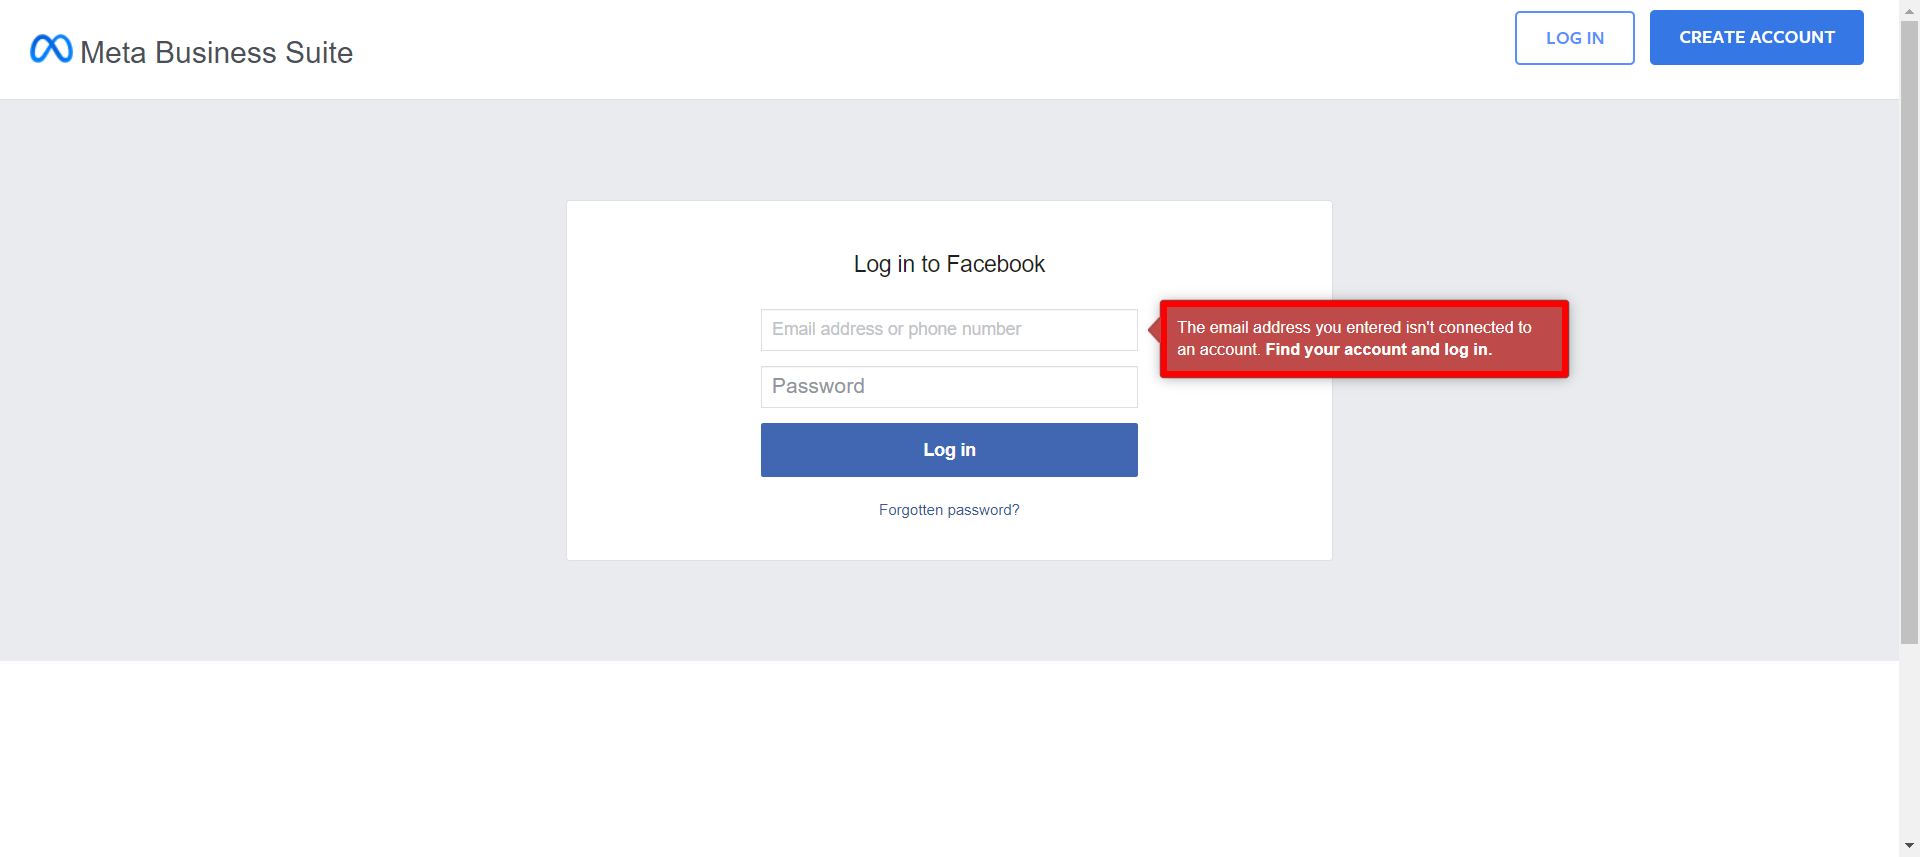 Meta Business Suite
LOG IN
CREATE ACCOUNT
Log in to Facebook
Email address or phone number
The email address you entered isn't connected to
an account. Find your account and log in.
Password
Log in
Forgotten password?